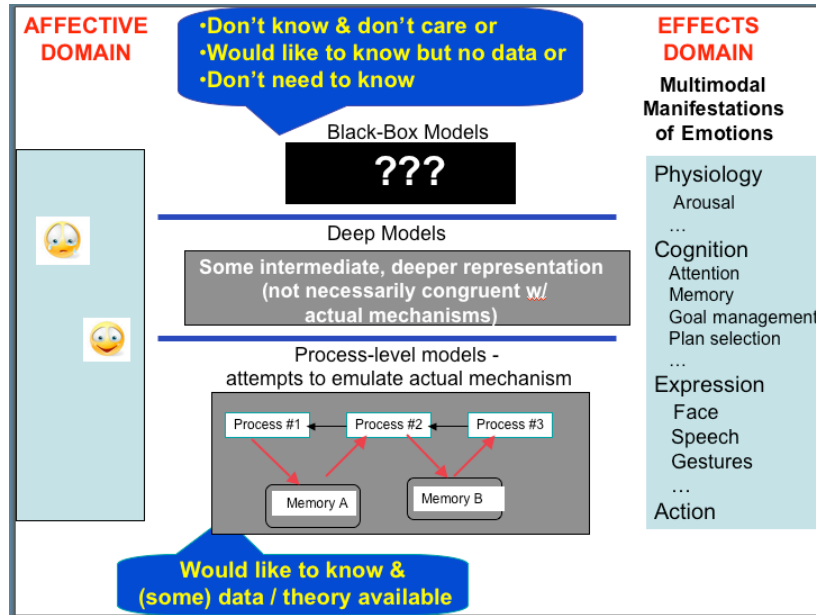 AFFECTIVE
DOMAIN
•Don't know & don't care or
•Would like to know but no data or
•Don't need to know
EFFECTS
DOMAIN
Multimodal
Manifestations
of Emotions
Black-Box Models
???
Deep Models
Some intermediate, deeper representation
(not necessarily congruent w/
actual mechanisms)
Process-level models -
attempts to emulate actual mechanism
Process #1
Process #2
Process #3
Memory A
Memory B
Would like to know &
(some) data / theory available
Physiology
Arousal
…
Cognition
Attention
Memory
Goal management
Plan selection
…
Expression
Face
Speech
Gestures
…
Action